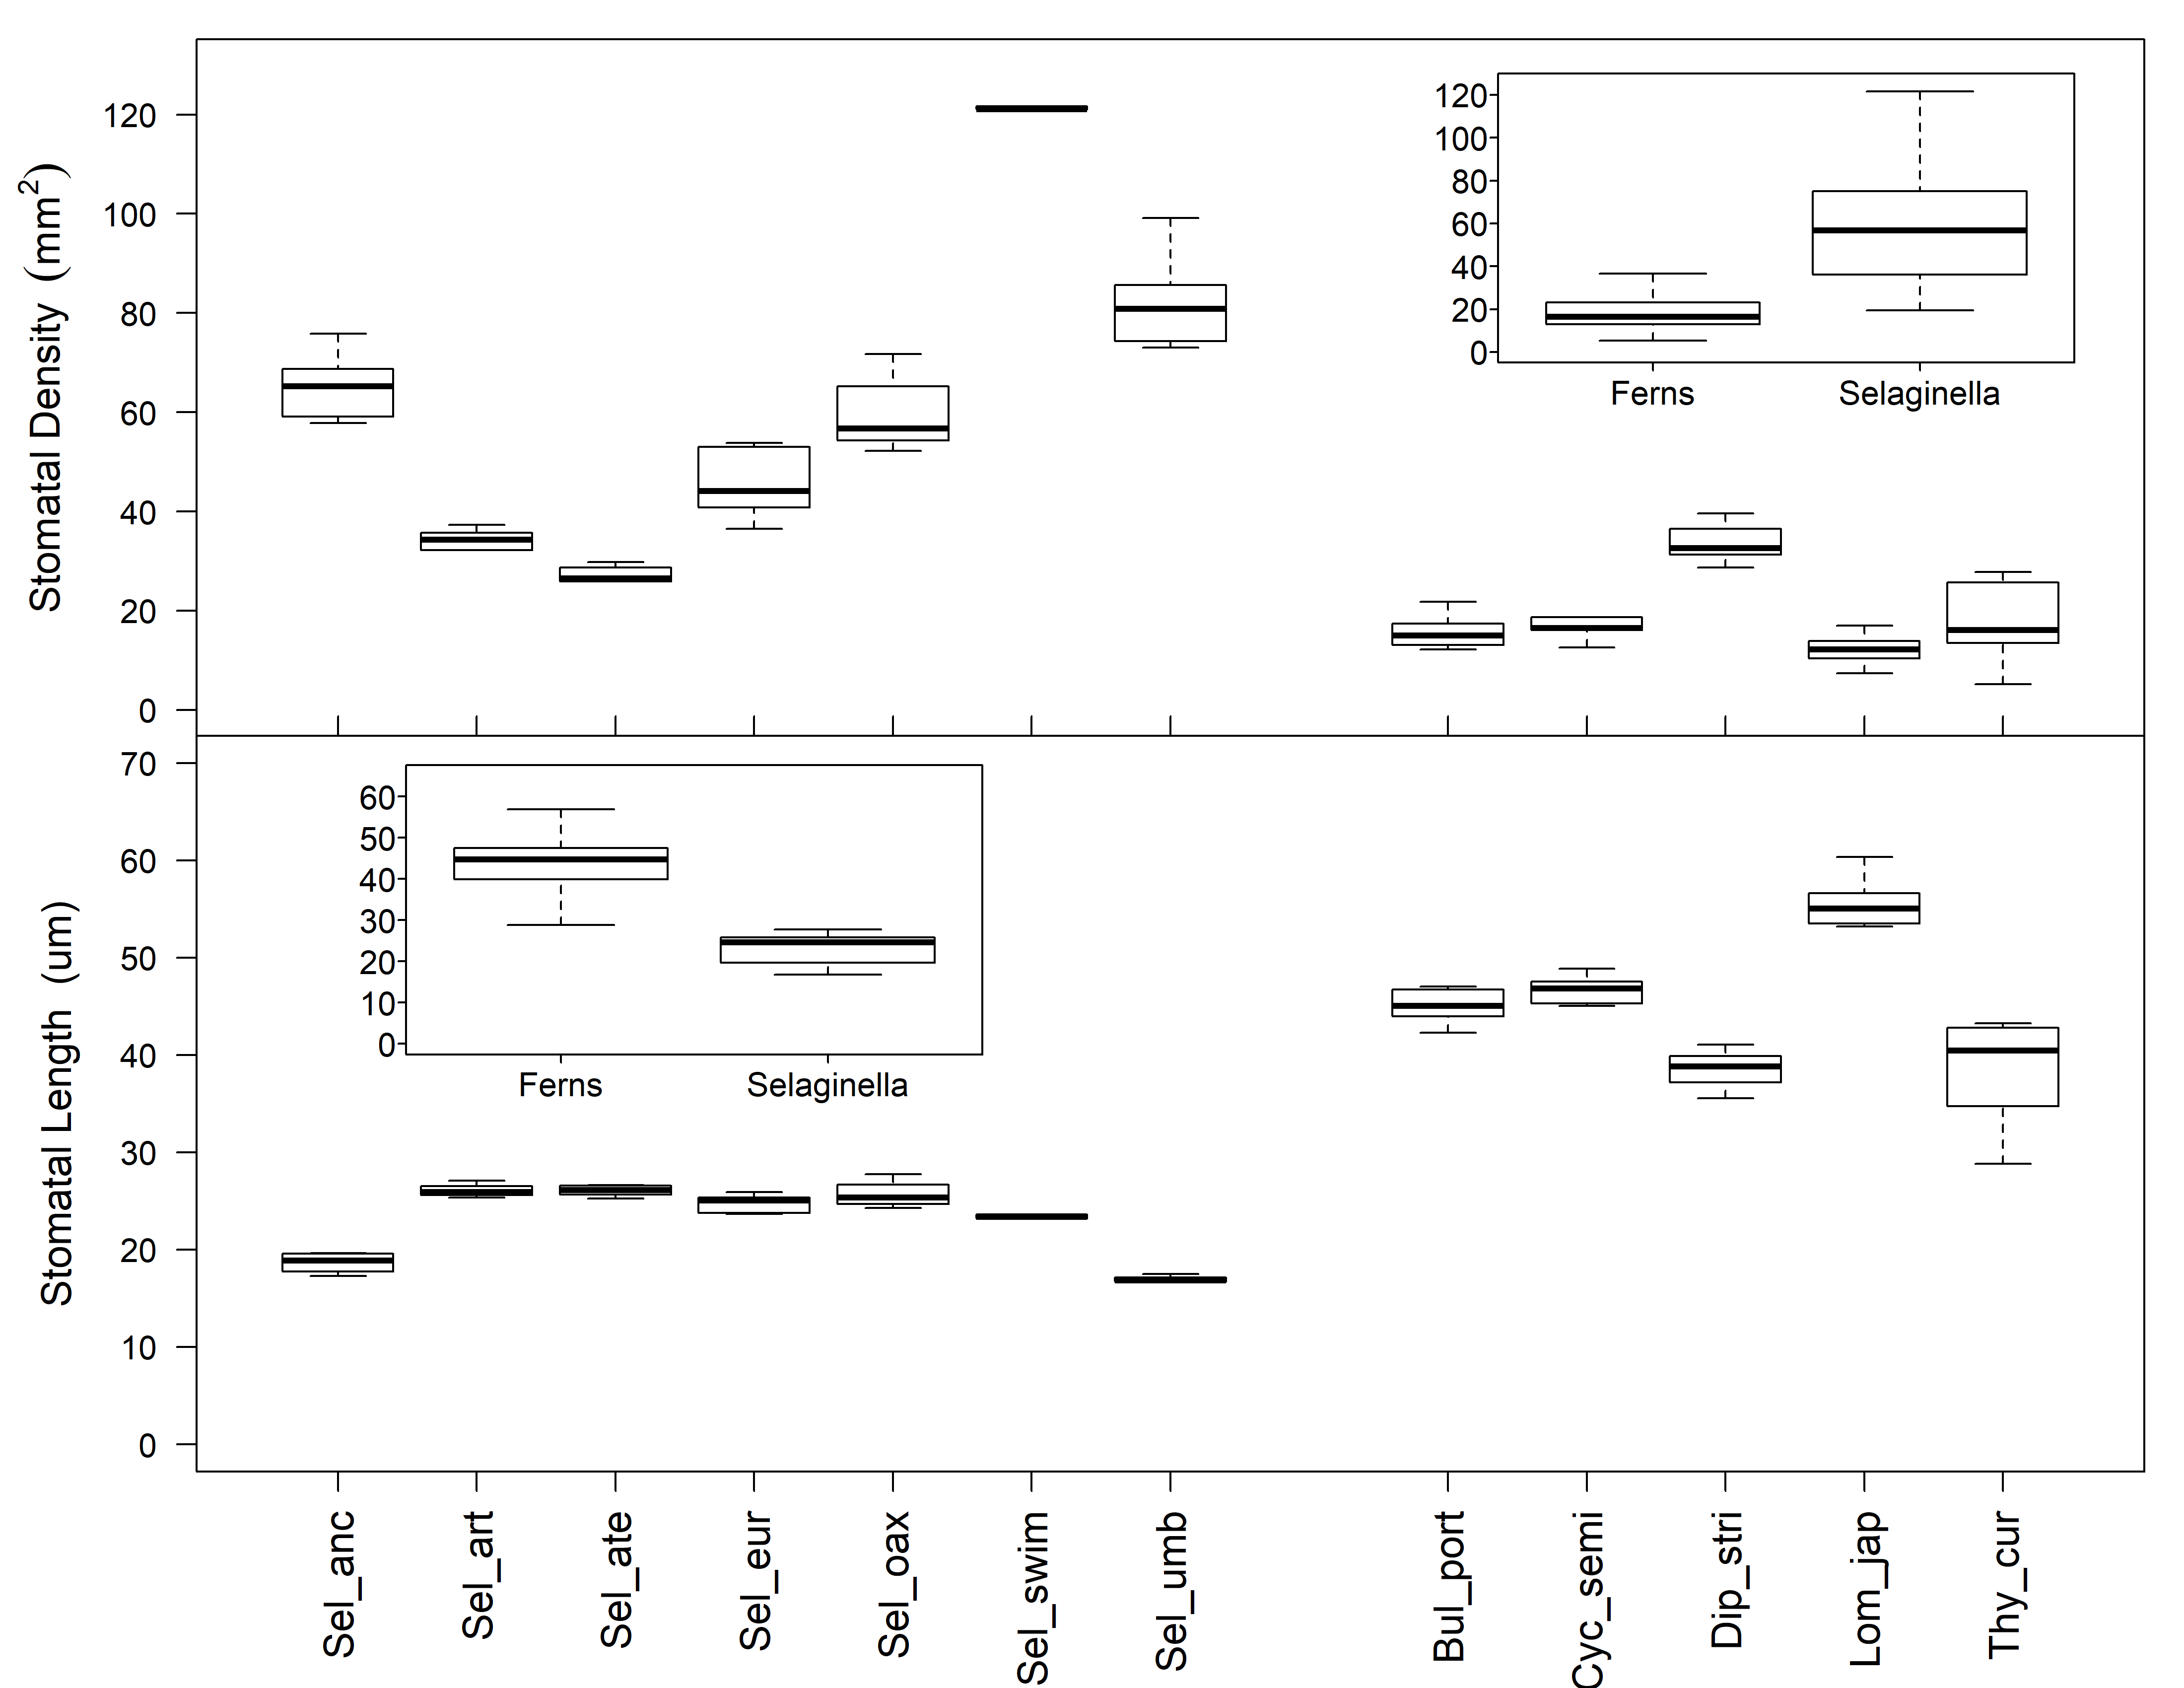 Stomatal Density (mm²)
120
100
80
60
40
20
0
120
100
80
60
40
20
0
Ferns Selaginella
Stomatal Length (um)
70
60
50
40
30
20
10
0
60
50
40
30
20
10
0
Ferns Selaginella
Sel_anc
Sel_art
Sel_ate
Sel_eur
Sel_oax
Sel_swim
Sel_umb
Bul_port
Cyc_semi
Dip_stri
Lom_jap
Thy_cur